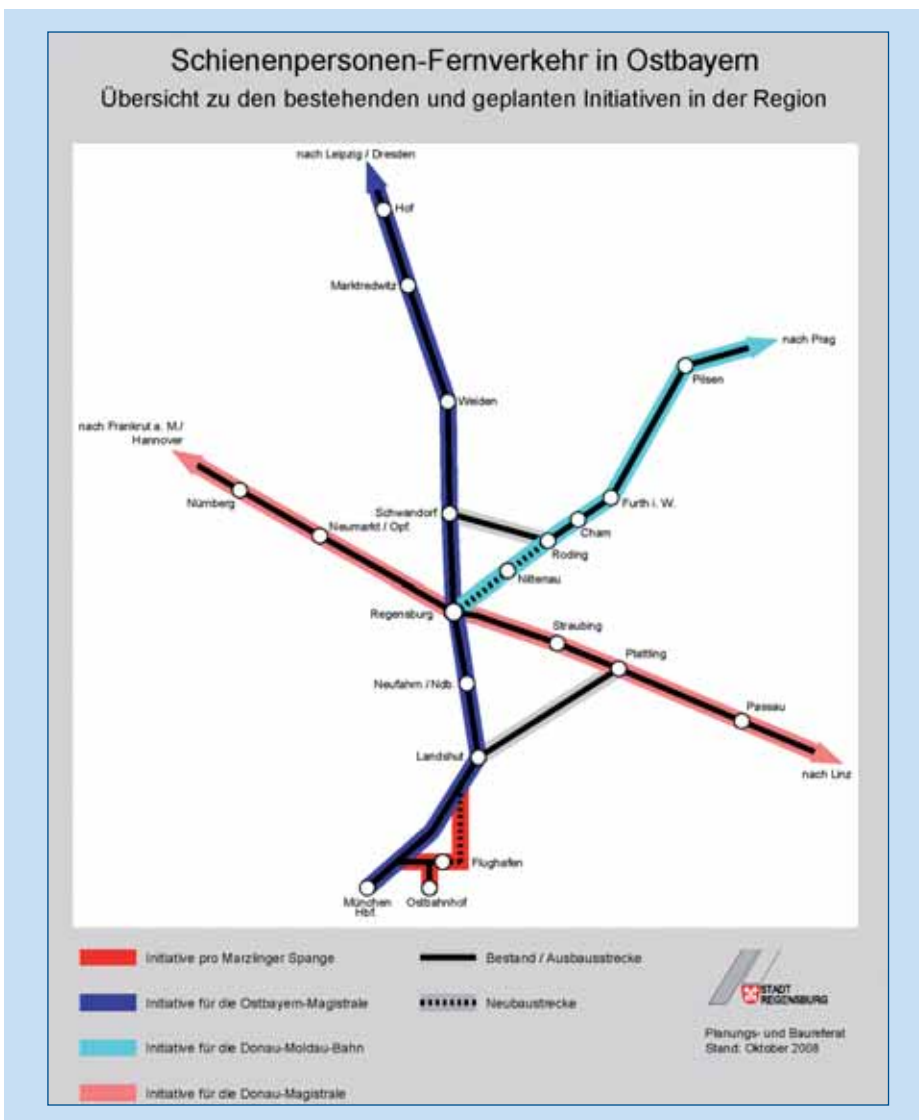 Schienenpersonen-Fernverkehr in Ostbayern
Übersicht zu den bestehenden und geplanten Initiativen in der Region
nach Leipzig / Dresden
Hof
Marktredwitz
nach Prag
Pilsen
Weiden
nach Frankrut a. M./
Hannover
Nürnberg
Neumarkt / Opf.
Schwandorf
Furth i. W.
Cham
Roding
Nittenau
Regensburg
Straubing
Plattling
Neufahrn / Ndb.
Passau
Landshut
nach Linz
Flughafen
München
Hbf.
Ostbahnhof
Initiative pro Marzlinger Spange
Initiative für die Ostbayern-Magistrale
Initiative für die Donau-Moldau-Bahn
Initiative für die Donau-Magistrale
Bestand / Ausbausstrecke
Neubaustrecke
STADT
REGENSBURG
Planungs- und Baureferat
Stand: Oktober 2008